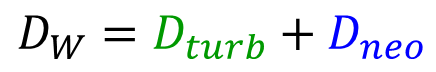 D_W = D_turb + D_neo